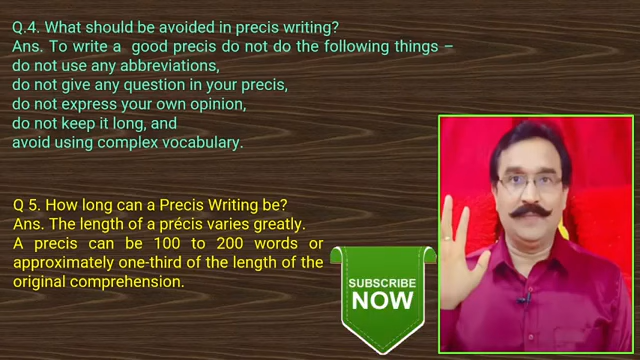 Q.4. What should be avoided in precis writing?
Ans. To write a good precis do not do the following things –
do not use any abbreviations,
do not give any question in your precis,
do not express your own opinion,
do not keep it long, and
avoid using complex vocabulary.
Q 5. How long can a Precis Writing be?
Ans. The length of a précis varies greatly.
A precis can be 100 to 200 words or
approximately one-third of the length of the
original comprehension.
SUBSCRIBE
NOW